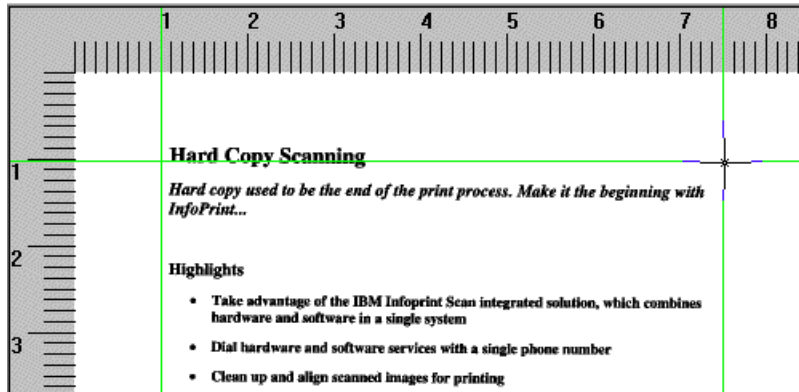 1 2 3 4 5 6 7 8
1
2
3
Hard Copy Scanning
Hard copy used to be the end of the print process. Make it the beginning with
InfoPrint...
Highlights
• Take advantage of the IBM Infoprint Scan integrated solution, which combines
hardware and software in a single system
• Dial hardware and software services with a single phone number
• Clean up and align scanned images for printing